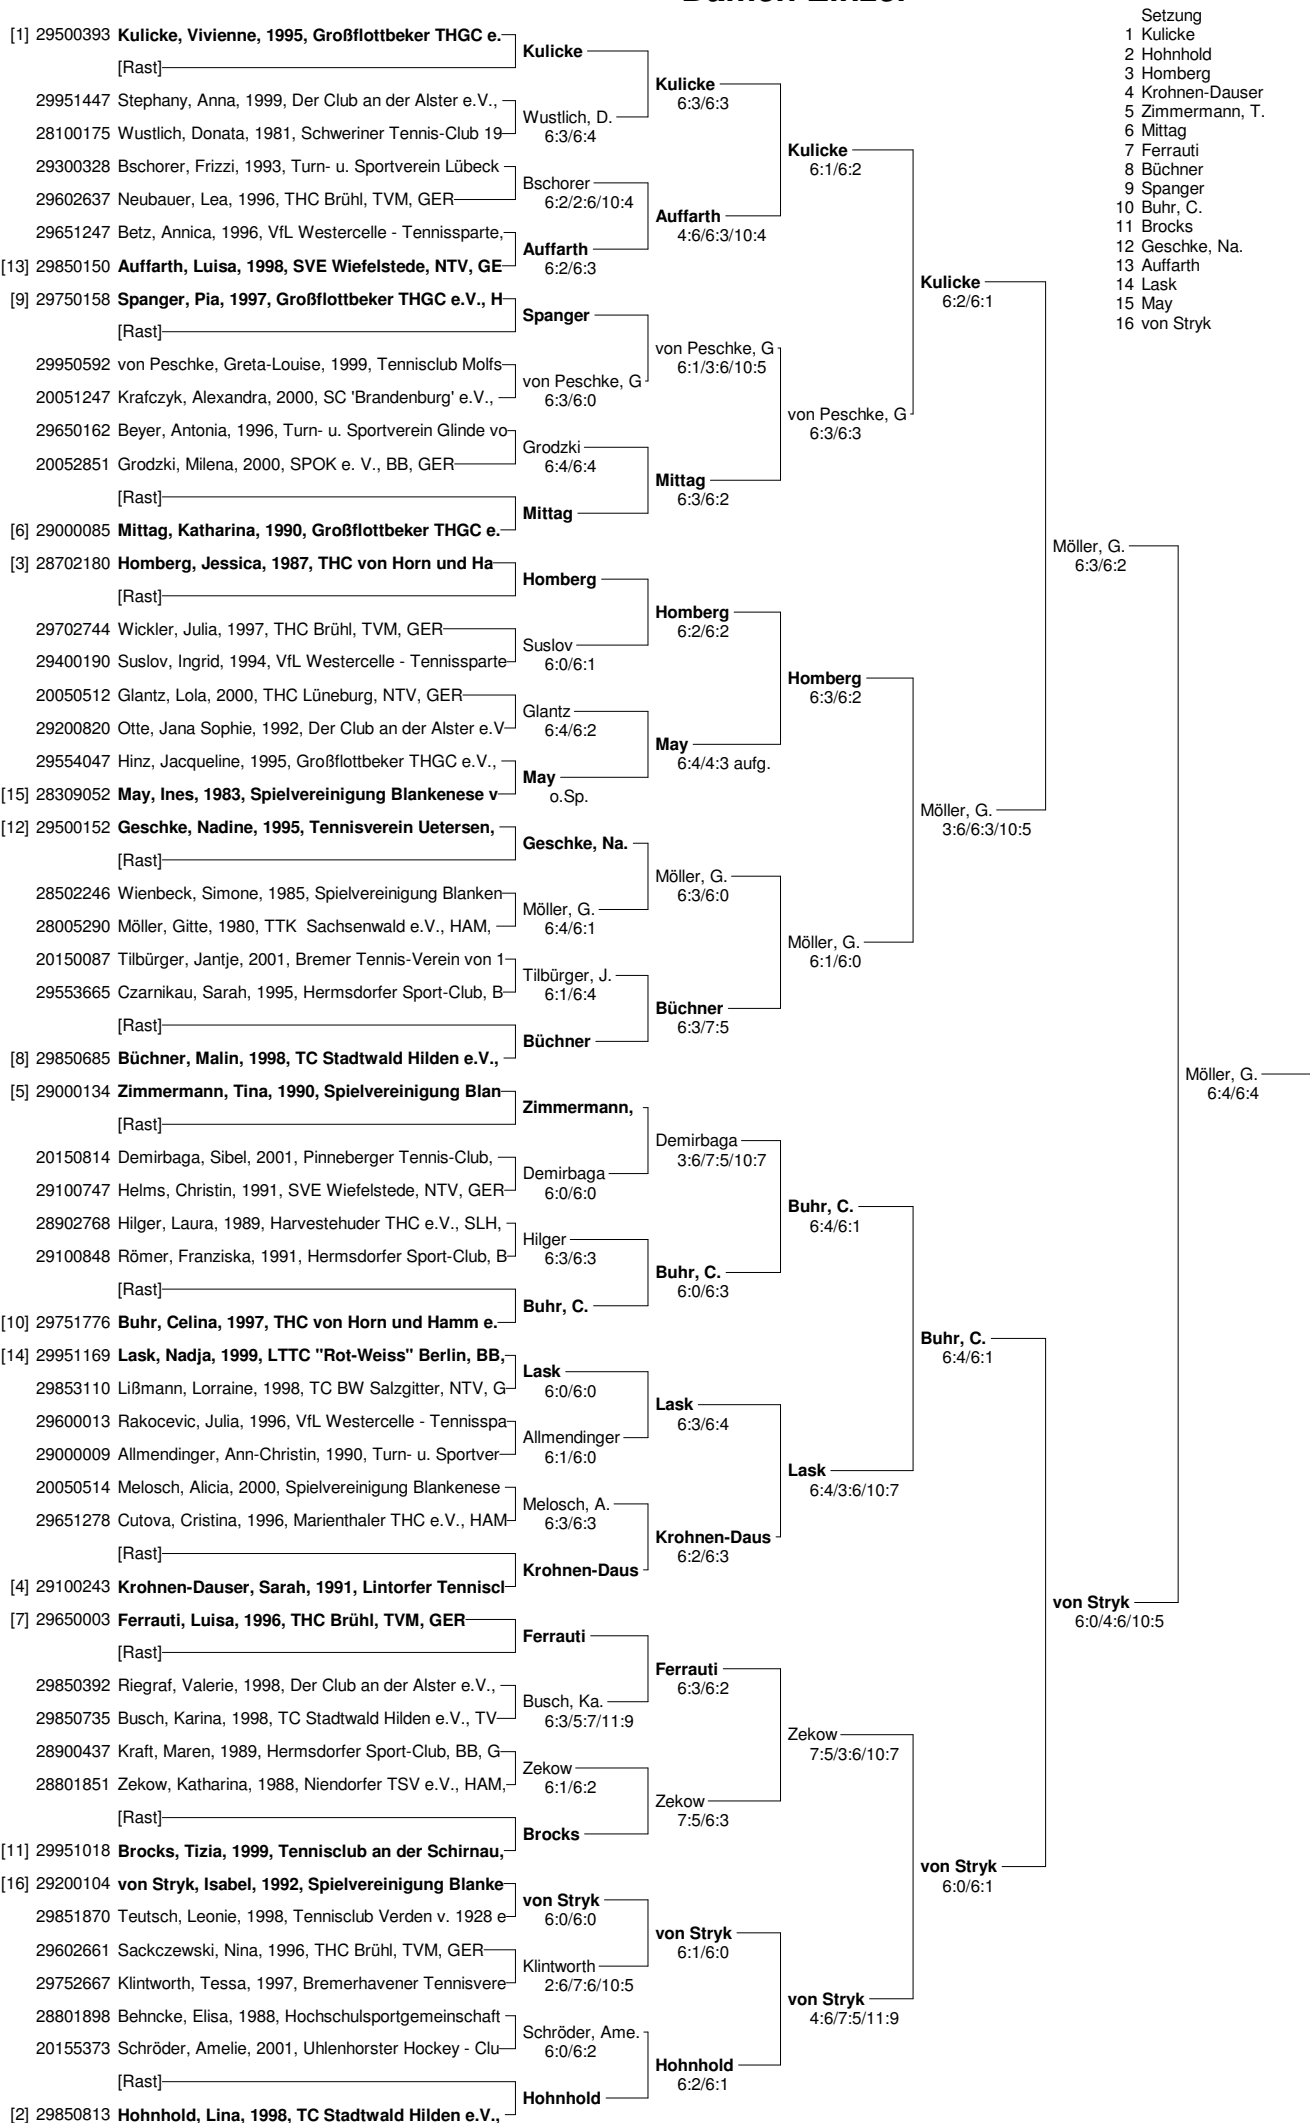 Setzung
1 Kulicke
2 Hohnhold
3 Homberg
4 Krohnen-Dauser
5 Zimmermann, T.
6 Mittag
7 Ferrauti
8 Büchner
9 Spanger
10 Buhr, C.
11 Brocks
12 Geschke, Na.
13 Auffarth
14 Lask
15 May
16 von Stryk
[1] 29500393 Kulicke, Vivienne, 1995, Großflottbeker THGC e.
[Rast]
29951447 Stephany, Anna, 1999, Der Club an der Alster e.V.,
28100175 Wustlich, Donata, 1981, Schweriner Tennis-Club 19
29300328 Bschorer, Frizzi, 1993, Turn- u. Sportverein Lübeck
29602637 Neubauer, Lea, 1996, THC Brühl, TVM, GER
29651247 Betz, Annica, 1996, VfL Westercelle - Tennissparte,
[13] 29850150 Auffarth, Luisa, 1998, SVE Wiefelstede, NTV, GE
[9] 29750158 Spanger, Pia, 1997, Großflottbeker THGC e.V., H
[Rast]
29950592 von Peschke, Greta-Louise, 1999, Tennisclub Molfs
20051247 Krafczyk, Alexandra, 2000, SC 'Brandenburg' e.V.,
29650162 Beyer, Antonia, 1996, Turn- u. Sportverein Glinde vo
20052851 Grodzki, Milena, 2000, SPOK e. V., BB, GER
[Rast]
[6] 29000085 Mittag, Katharina, 1990, Großflottbeker THGC e.
[3] 28702180 Homberg, Jessica, 1987, THC von Horn und Ha
[Rast]
29702744 Wickler, Julia, 1997, THC Brühl, TVM, GER
29400190 Suslov, Ingrid, 1994, VfL Westercelle - Tennissparte
20050512 Glantz, Lola, 2000, THC Lüneburg, NTV, GER
29200820 Otte, Jana Sophie, 1992, Der Club an der Alster e.V
29554047 Hinz, Jacqueline, 1995, Großflottbeker THGC e.V.,
[15] 28309052 May, Ines, 1983, Spielvereinigung Blankenese v
[12] 29500152 Geschke, Nadine, 1995, Tennisverein Uetersen,
[Rast]
28502246 Wienbeck, Simone, 1985, Spielvereinigung Blanken
28005290 Möller, Gitte, 1980, TTK Sachsenwald e.V., HAM,
20150087 Tilbürger, Jantje, 2001, Bremer Tennis-Verein von 1
29553665 Czarnikau, Sarah, 1995, Hermsdorfer Sport-Club, B
[Rast]
[8] 29850685 Büchner, Malin, 1998, TC Stadtwald Hilden e.V.,
[5] 29000134 Zimmermann, Tina, 1990, Spielvereinigung Blan
[Rast]
20150814 Demirbaga, Sibel, 2001, Pinneberger Tennis-Club,
29100747 Helms, Christin, 1991, SVE Wiefelstede, NTV, GER
28902768 Hilger, Laura, 1989, Harvestehuder THC e.V., SLH,
29100848 Römer, Franziska, 1991, Hermsdorfer Sport-Club, B
[Rast]
[10] 29751776 Buhr, Celina, 1997, THC von Horn und Hamm e.
[14] 29951169 Lask, Nadja, 1999, LTTC "Rot-Weiss" Berlin, BB,
29853110 Lißmann, Lorraine, 1998, TC BW Salzgitter, NTV, G
29600013 Rakocevic, Julia, 1996, VfL Westercelle - Tennisspa
29000009 Allmendinger, Ann-Christin, 1990, Turn- u. Sportver
20050514 Melosch, Alicia, 2000, Spielvereinigung Blankenese
29651278 Cutova, Cristina, 1996, Marienthaler THC e.V., HAM
[Rast]
[4] 29100243 Krohnen-Dauser, Sarah, 1991, Lintorfer Tenniscl
[7] 29650003 Ferrauti, Luisa, 1996, THC Brühl, TVM, GER
[Rast]
29850392 Riegraf, Valerie, 1998, Der Club an der Alster e.V.,
29850735 Busch, Karina, 1998, TC Stadtwald Hilden e.V., TV
28900437 Kraft, Maren, 1989, Hermsdorfer Sport-Club, BB, G
28801851 Zekow, Katharina, 1988, Niendorfer TSV e.V., HAM,
[Rast]
[11] 29951018 Brocks, Tizia, 1999, Tennisclub an der Schirnau,
[16] 29200104 von Stryk, Isabel, 1992, Spielvereinigung Blanke
29851870 Teutsch, Leonie, 1998, Tennisclub Verden v. 1928 e
29602661 Sackczewski, Nina, 1996, THC Brühl, TVM, GER
29752667 Klintworth, Tessa, 1997, Bremerhavener Tennisvere
28801898 Behncke, Elisa, 1988, Hochschulsportgemeinschaft
20155373 Schröder, Amelie, 2001, Uhlenhorster Hockey - Clu
[Rast]
[2] 29850813 Hohnhold, Lina, 1998, TC Stadtwald Hilden e.V.,
Kulicke
Wustlich, D.
6:3/6:4
Bschorer
6:2/2:6/10:4
Auffarth
6:2/6:3
Spanger
von Peschke, G
6:3/6:0
Grodzki
6:4/6:4
Mittag
Homberg
Suslov
6:0/6:1
Glantz
6:4/6:2
May
o.Sp.
Geschke, Na.
Möller, G.
6:4/6:1
Tilbürger, J.
6:1/6:4
Büchner
Zimmermann,
Demirbaga
6:0/6:0
Hilger
6:3/6:3
Buhr, C.
Lask
6:0/6:0
Allmendinger
6:1/6:0
Melosch, A.
6:3/6:3
Krohnen-Daus
Ferrauti
Busch, Ka.
6:3/5:7/11:9
Zekow
6:1/6:2
Brocks
von Stryk
6:0/6:0
Klintworth
2:6/7:6/10:5
Schröder, Ame.
6:0/6:2
Hohnhold
Kulicke
6:3/6:3
Auffarth
4:6/6:3/10:4
von Peschke, G
6:1/3:6/10:5
Mittag
6:3/6:2
Homberg
6:2/6:2
May
6:4/4:3 aufg.
Möller, G.
6:3/6:0
Büchner
6:3/7:5
Demirbaga
3:6/7:5/10:7
Buhr, C.
6:0/6:3
Lask
6:3/6:4
Krohnen-Daus
6:2/6:3
Ferrauti
6:3/6:2
Zekow
7:5/6:3
von Stryk
6:1/6:0
Hohnhold
6:2/6:1
Kulicke
6:1/6:2
von Peschke, G
6:3/6:3
Homberg
6:3/6:2
Möller, G.
6:1/6:0
Buhr, C.
6:4/6:1
Lask
6:4/3:6/10:7
Zekow
7:5/3:6/10:7
von Stryk
4:6/7:5/11:9
Kulicke
6:2/6:1
Möller, G.
3:6/6:3/10:5
Buhr, C.
6:4/6:1
von Stryk
6:0/6:1
Möller, G.
6:3/6:2
von Stryk
6:0/4:6/10:5
Möller, G.
6:4/6:4